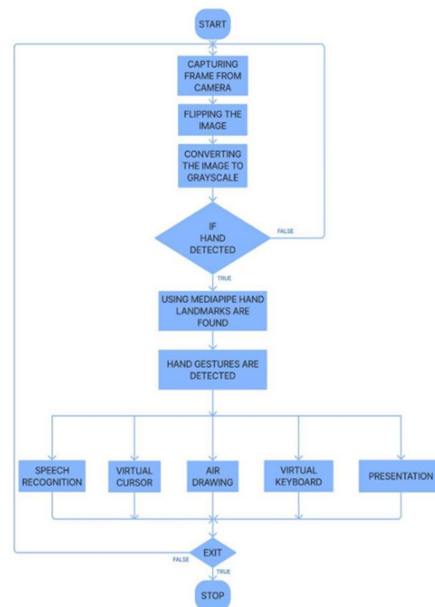 START
CAPTURING
FRAME FROM
CAMERA
FLIPPING THE
IMAGE
CONVERTING
THE IMAGE TO
GRAYSCALE
IF
HAND
DETECTED
FALSE
TRUE
USING MEDIAPIPE HAND
LANDMARKS ARE
FOUND
HAND GESTURES ARE
DETECTED
SPEECH
RECOGNITION
VIRTUAL
CURSOR
AIR
DRAWING
VIRTUAL
KEYBOARD
PRESENTATION
EXIT
FALSE
TRUE
STOP